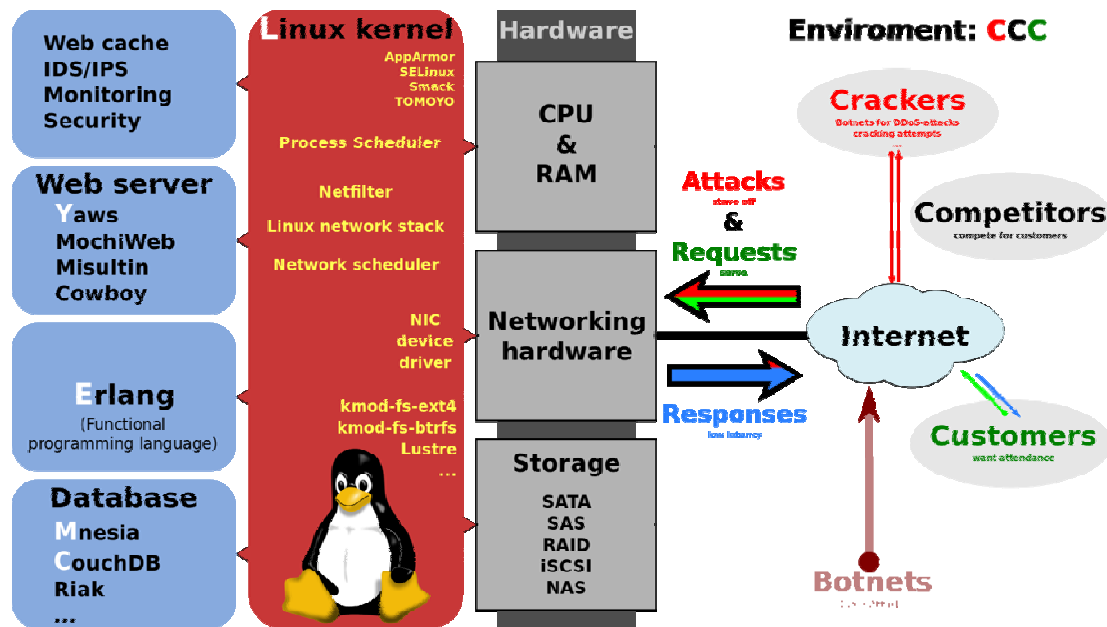 Web cache
IDS/IPS
Monitoring
Security
Web server
Yaws
MochiWeb
Misultin
Cowboy
Erlang
(Functional
programming language)
Database
Mnesia
CouchDB
Riak
...
Linux kernel
AppArmor
SELinux
Smack
TOMOYO
Process Scheduler
Netfilter
Linux network stack
Network scheduler
NIC
device
driver
kmod-fs-ext4
kmod-fs-btrfs
Lustre
...
Hardware
CPU
&
RAM
Networking
hardware
Storage
SATA
SAS
RAID
iSCSI
NAS
Enviroment: CCC
Crackers
Botnets for DDoS-attacks
cracking attempts
...
Competitors
compete for customers
Attacks
stave off
&
Requests
serve
Internet
Responses
low latency
Customers
want attendance
Botnets